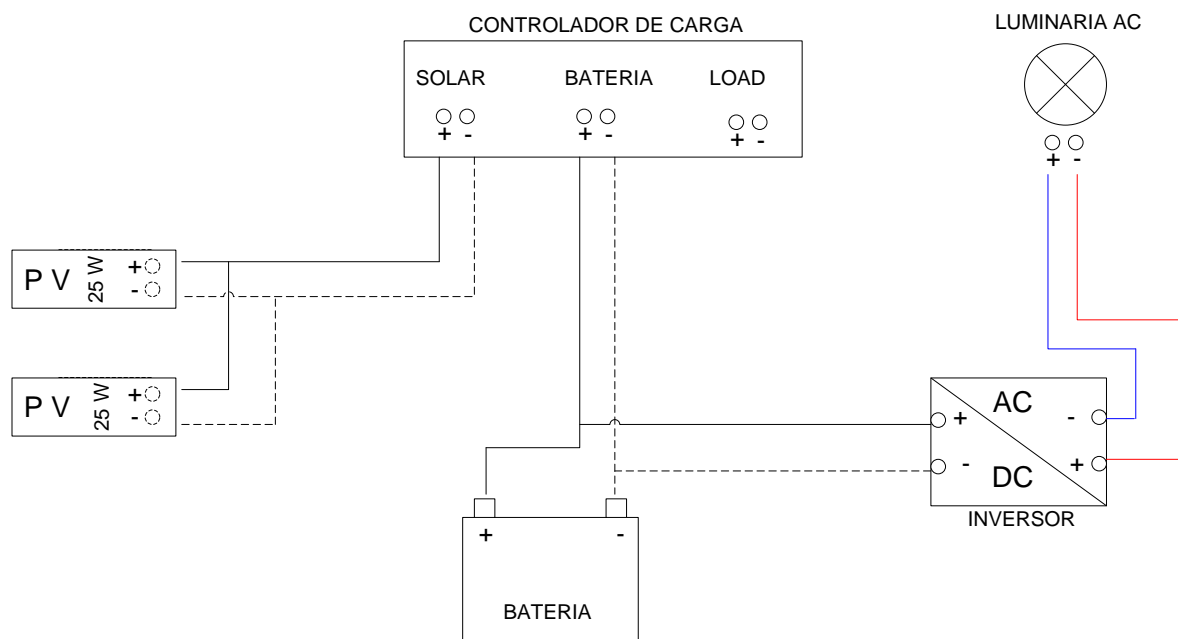 CONTROLADOR DE CARGA
LUMINARIA AC
SOLAR BATERIA LOAD
+ - + - + -
+ -
P V 25 W + -
P V 25 W + -
+ AC -
- DC +
INVERSOR
+ -
BATERIA